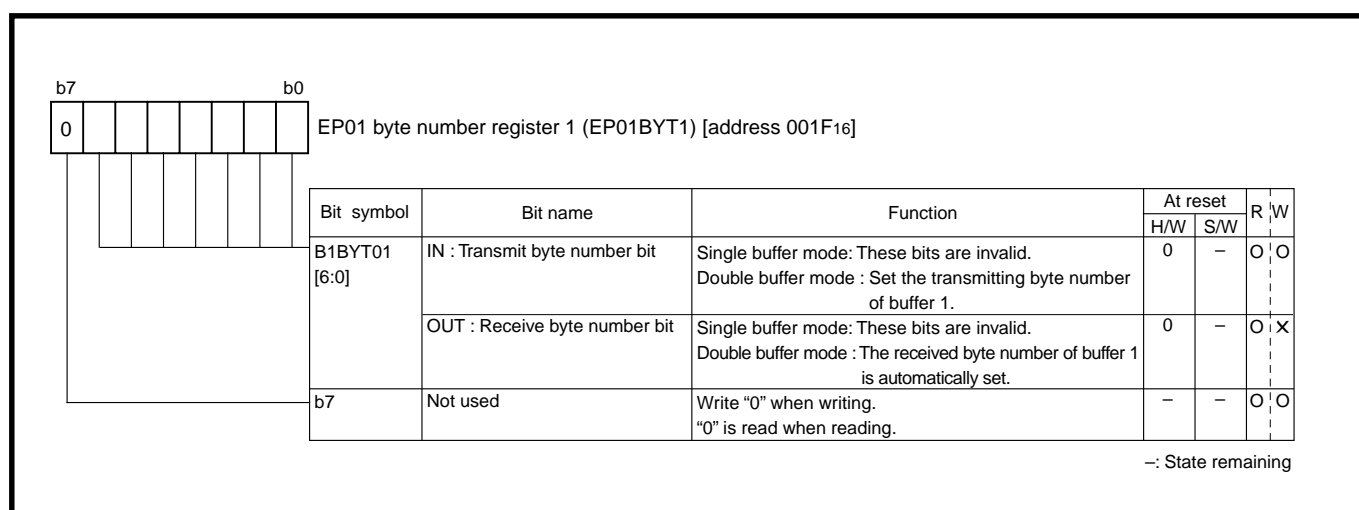 b7 b0
0
EP01 byte number register 1 (EP01BYT1) [address 001F16]
Bit symbol Bit name Function At reset R W
H/W S/W
B1BYT01 IN : Transmit byte number bit Single buffer mode: These bits are invalid. 0 – O O
[6:0] Double buffer mode : Set the transmitting byte number
of buffer 1.
OUT : Receive byte number bit Single buffer mode: These bits are invalid. 0 – O ×
Double buffer mode : The received byte number of buffer 1
is automatically set.
b7 Not used Write “0” when writing. – – O O
“0” is read when reading.
–: State remaining